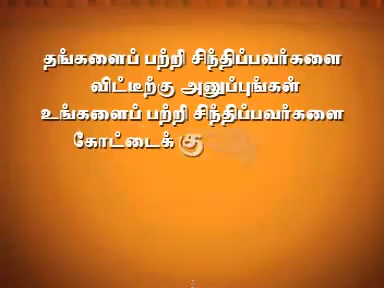 தங்களைப் பற்றி சிந்திப்பவர்களை
விட்டீற்கு அனுப்புங்கள்
உங்களைப் பற்றி சிந்திப்பவர்களை
கோட்டைக் கு